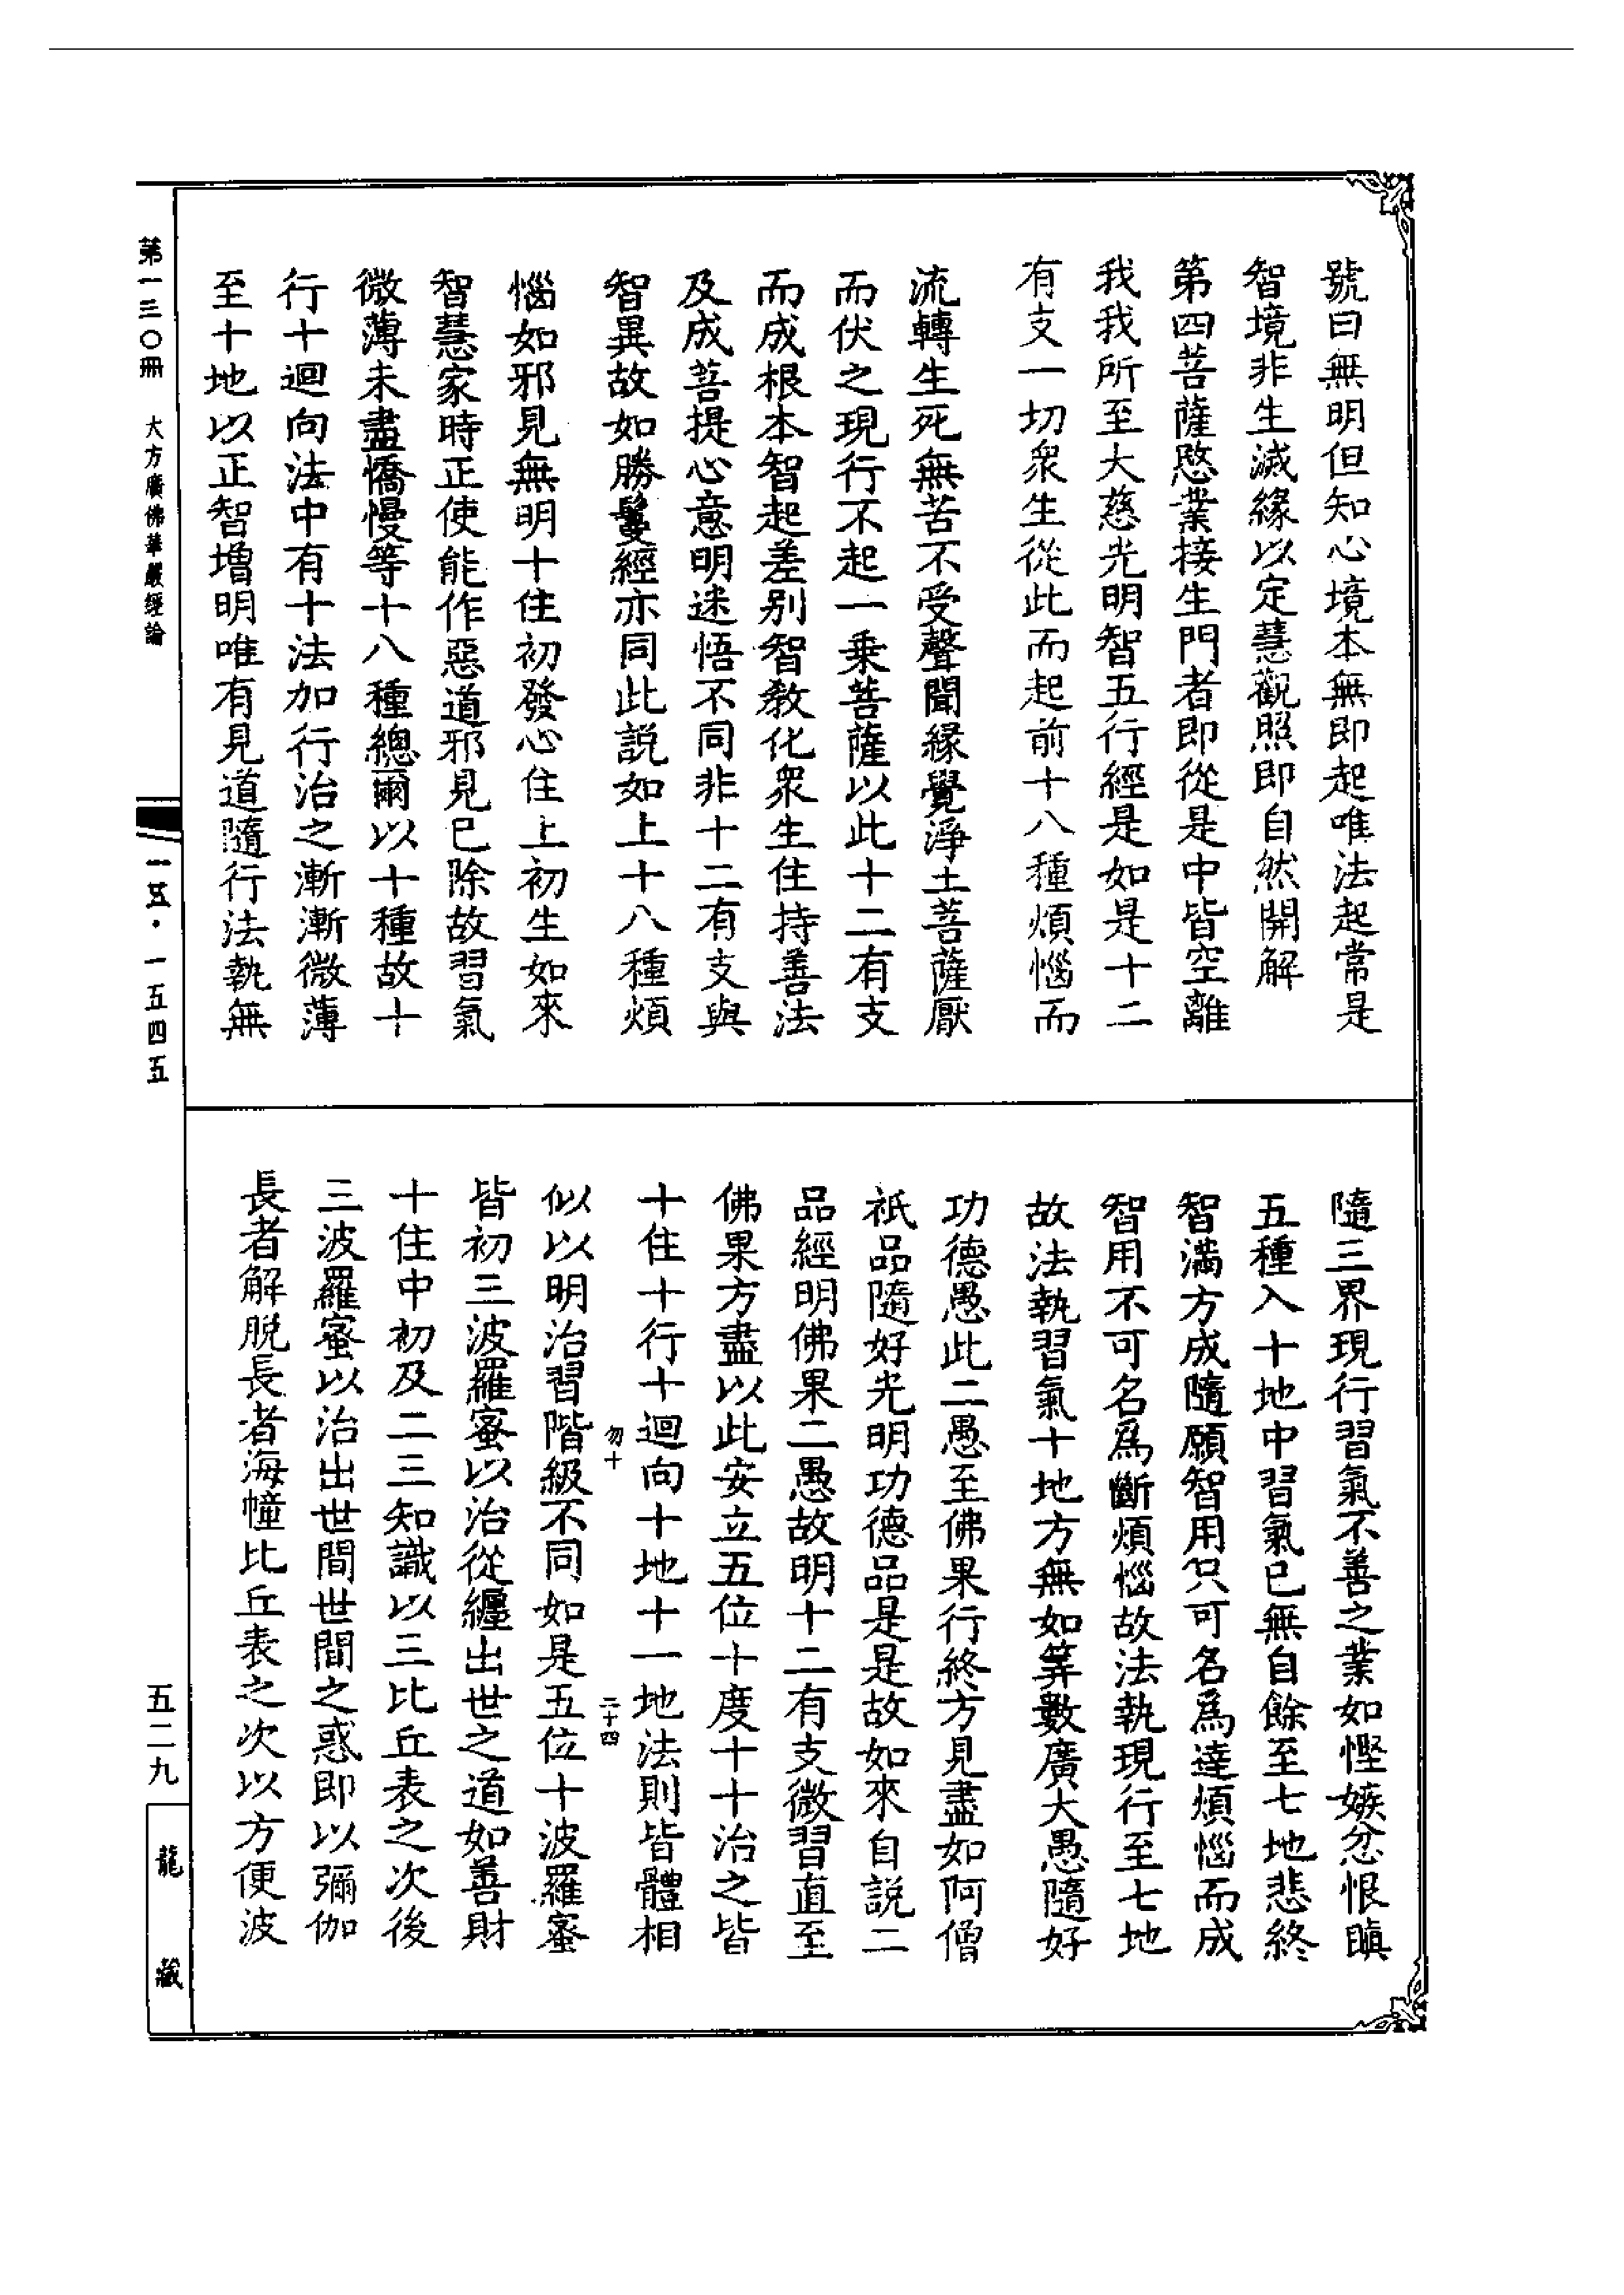 號曰無明但知心境本無即起唯法起常是
智境非生滅緣以定慧觀照即自然開解
第四菩薩愍業接生門者即從是中皆空離
我我所至大慈光明智五行經是如是十二
有支一切衆生從此而起前十八種煩惱而
流轉生死無苦不受聲聞緣覺淨土菩薩厭
而伏之現行不起一乗菩薩以此十二有支
而成根本智起差别智教化衆生住持善法
及成菩提心意明迷悟不同非十二有支與
智異故如勝鬘經亦同此説如上十八種煩
惱如邪見無明十住初發心住上初生如來
智慧家時正使能作惡道邪見已除故習氣
微薄未盡憍慢等十八種總爾以十種故十
行十迴向法中有十法加行治之漸漸微薄
至十地以正智增明唯有見道隨行法執無
隨三界現行習氣不善之業如慳嫉忿恨瞋
五種入十地中習氣已無自餘至七地悲終
智滿方成隨願智用只可名爲達煩惱而成
智用不可名爲斷煩惱故法執現行至七地
故法執習氣十地方無如筭數廣大愚隨好
功德愚此二愚至佛果行終方見盡如阿僧
祇品隨好光明功德品是是故如來自説二
品經明佛果二愚故明十二有支微習直至
佛果方盡以此安立五位十度十十治之皆
十住十行十迴向十地十一地法則皆體相
勿十
二十四
似以明治習階級不同如是五位十波羅蜜
皆初三波羅蜜以治從纏出世之道如善財
十住中初及二三知識以三比丘表之次後
三波羅蜜以治出世間世間之惑即以彌伽
長者解脱長者海幢比丘表之次以方便波
第一三〇冊
大方廣佛華嚴經論
一五·一五四五
五二九
龍藏